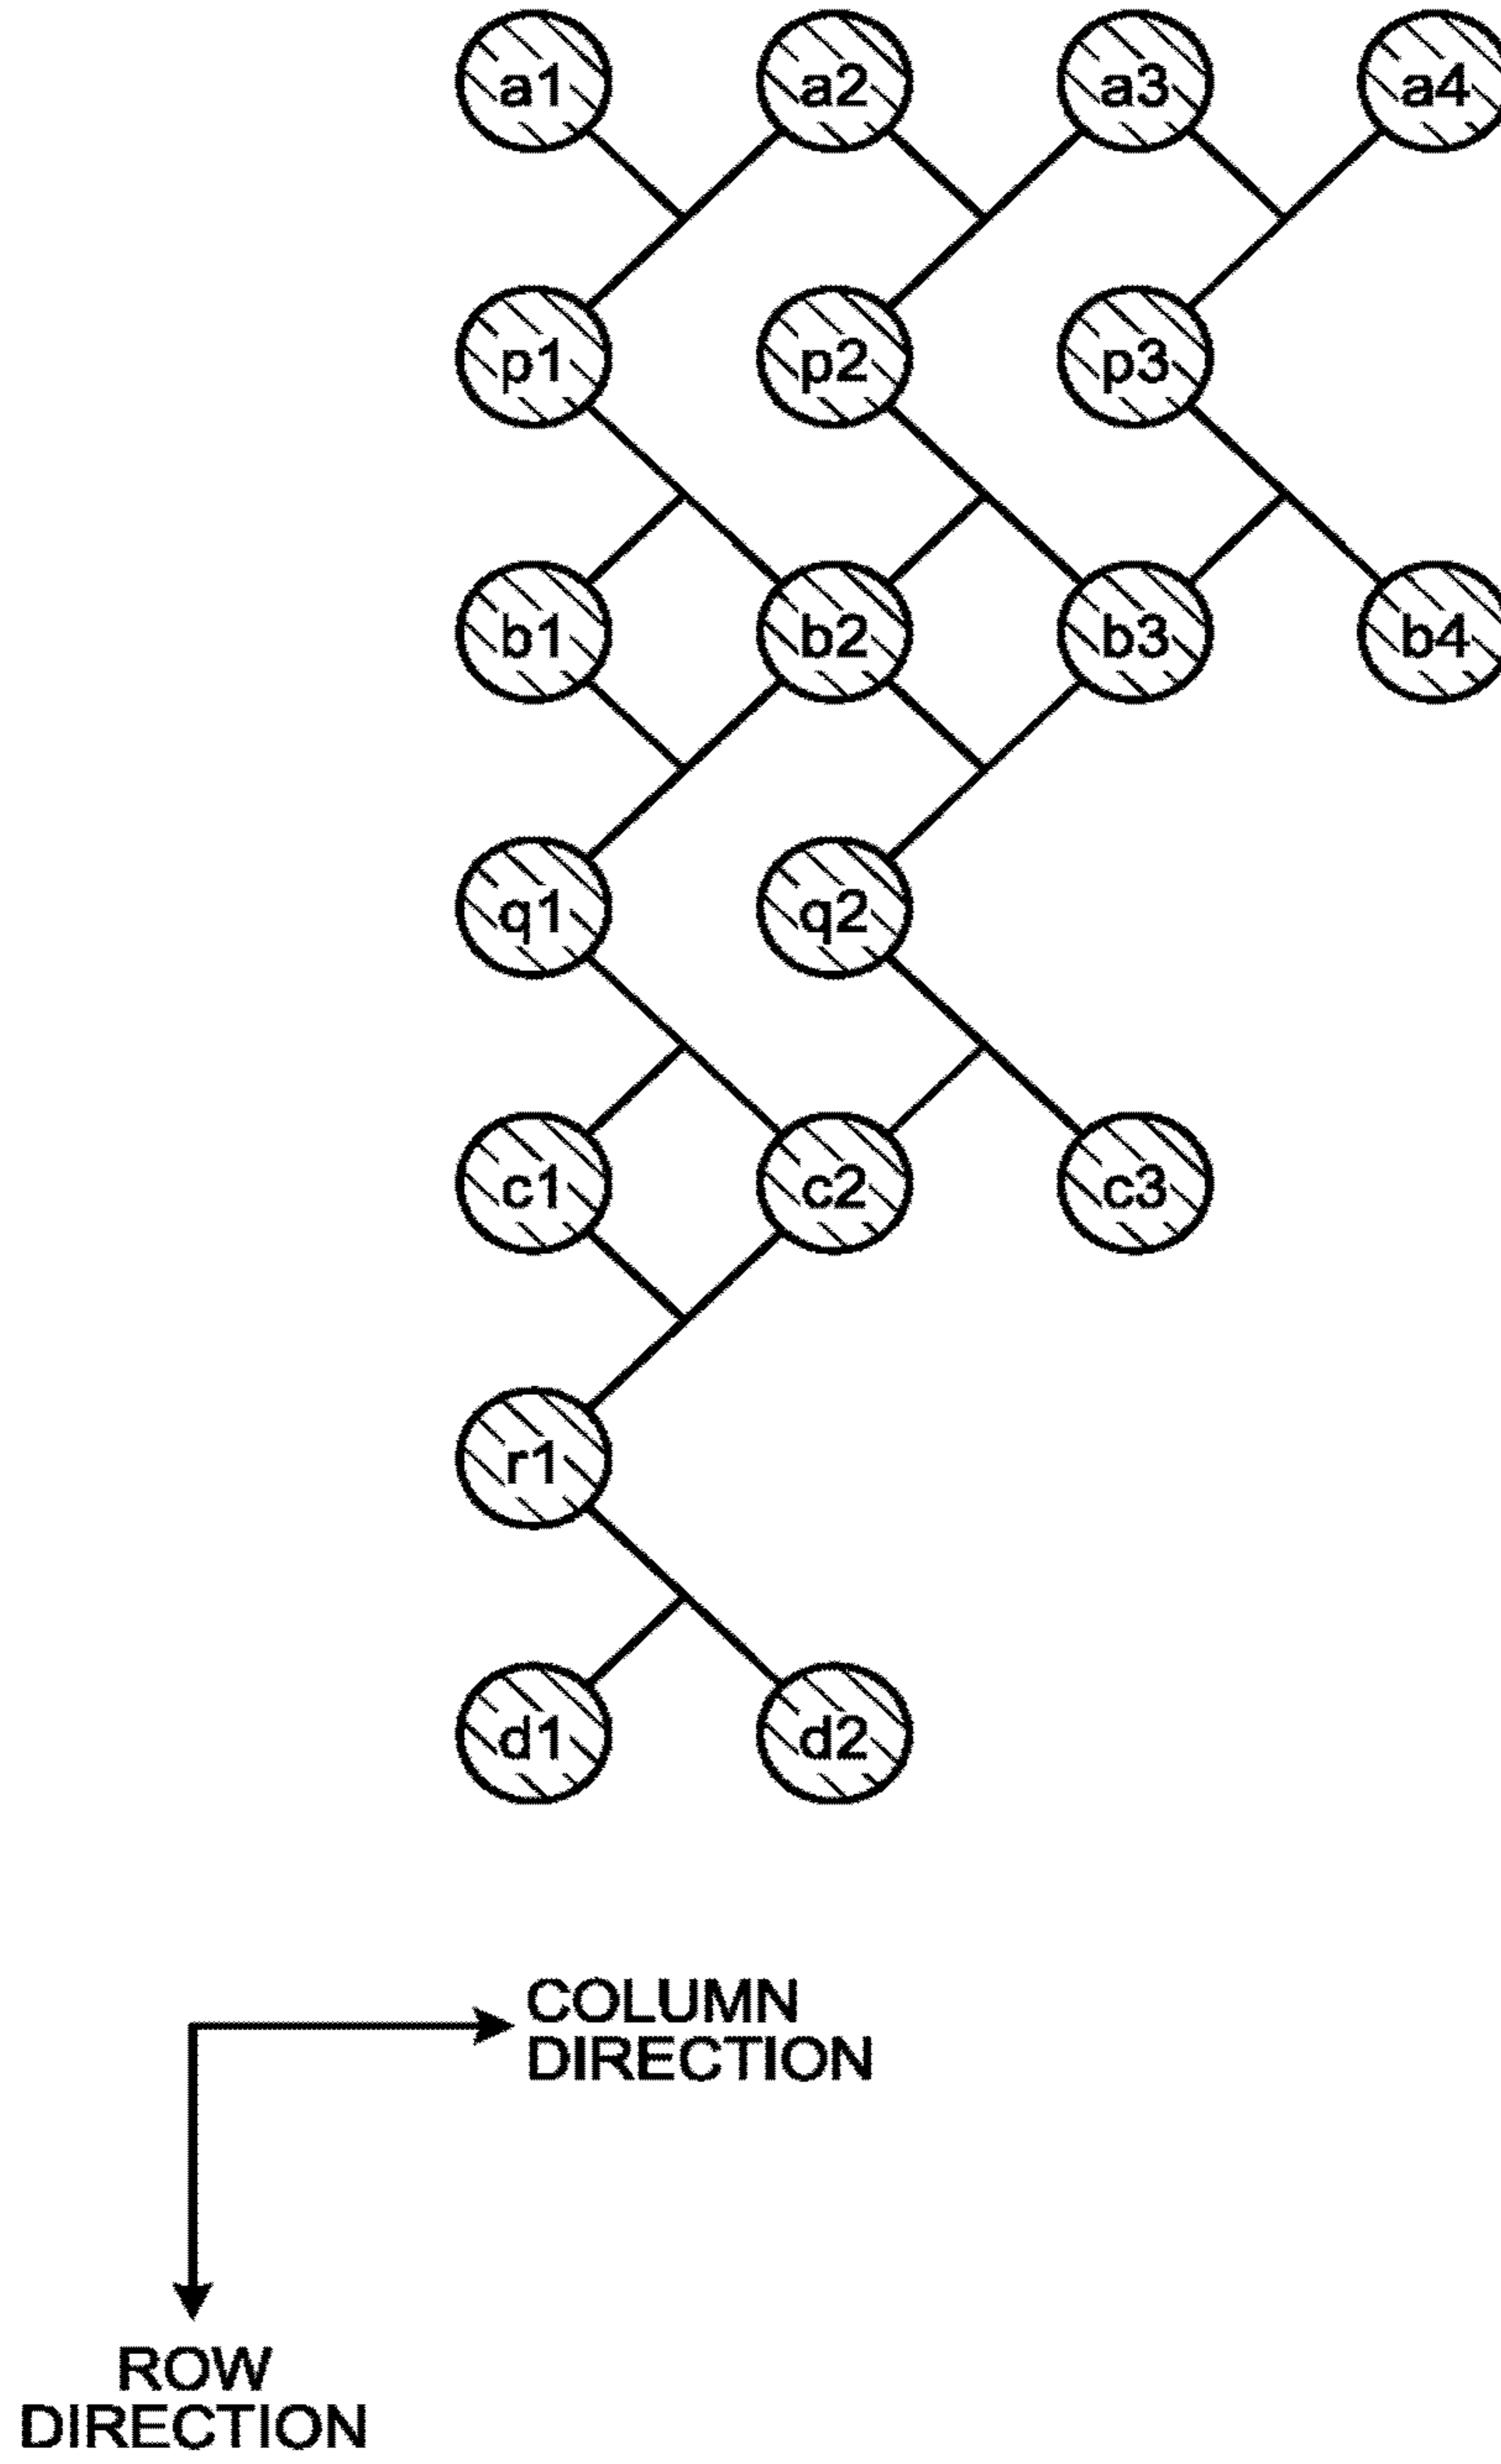 a1 a2 a3 a4
p1 p2 p3
b1 b2 b3 b4
q1 q2
c1 c2 c3
r1
d1 d2
COLUMN
DIRECTION
ROW
DIRECTION